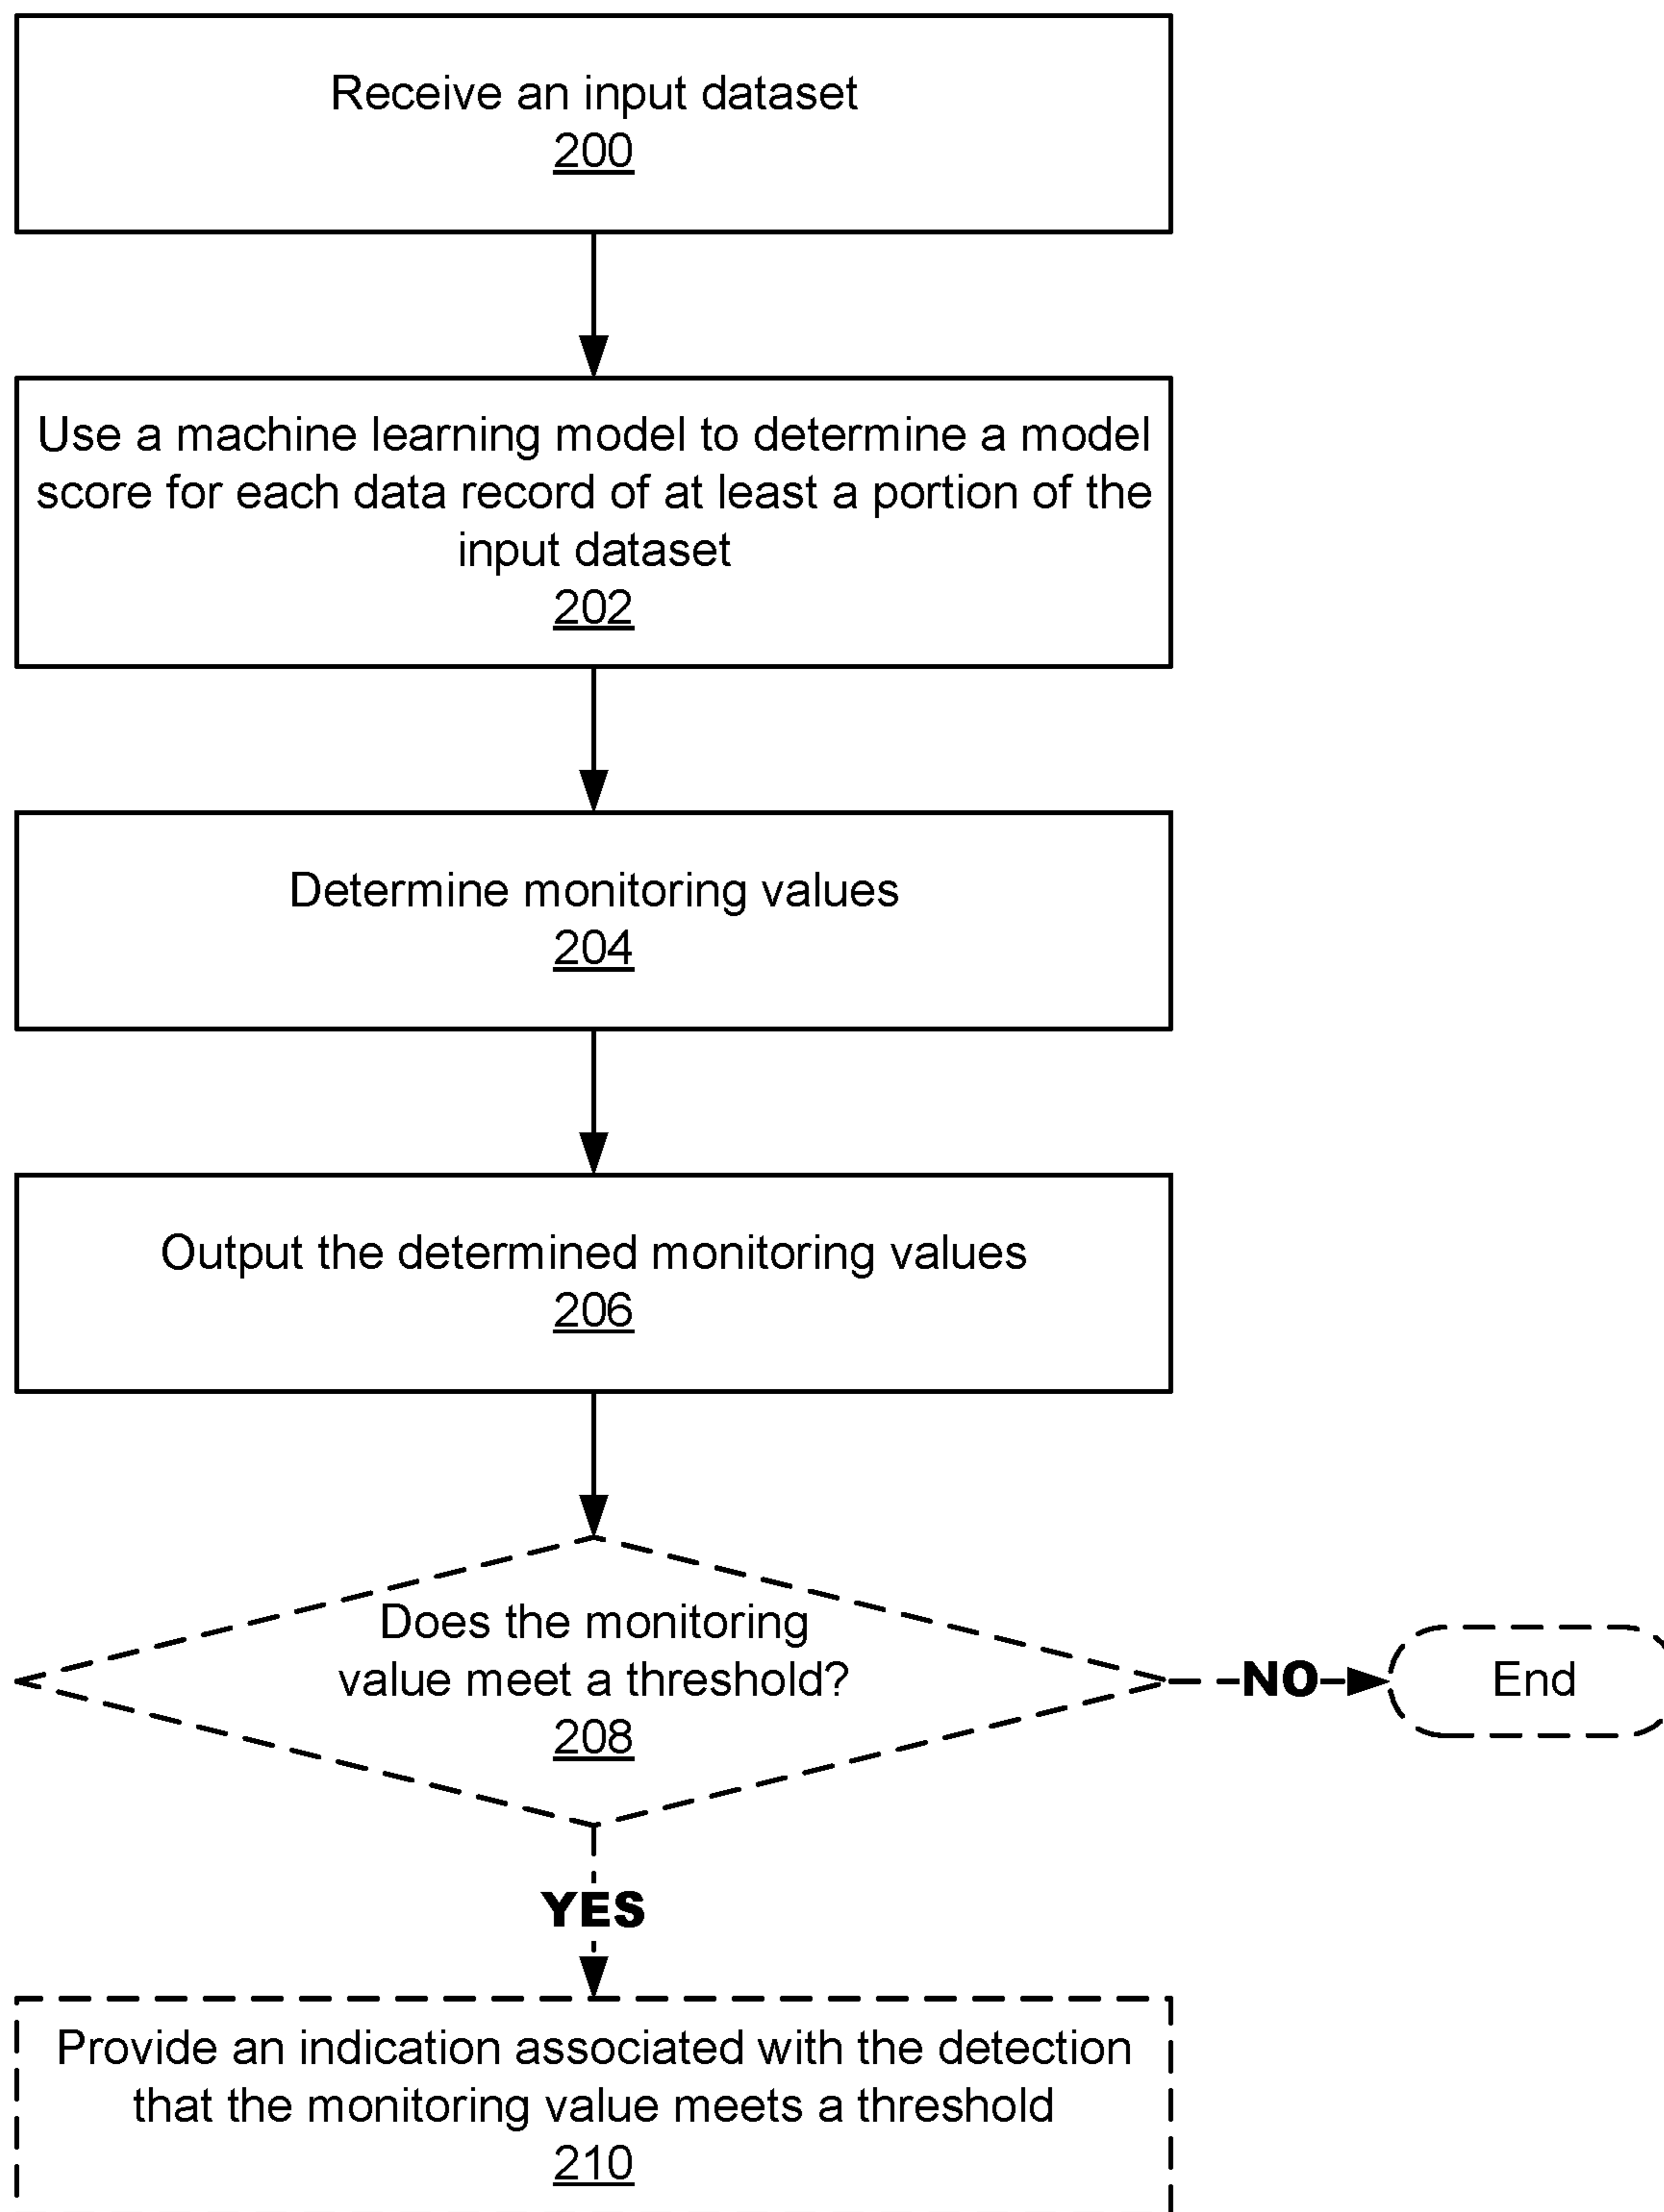 Receive an input dataset
200
Use a machine learning model to determine a model
score for each data record of at least a portion of the
input dataset
202
Determine monitoring values
204
Output the determined monitoring values
206
Does the monitoring
value meet a threshold?
208
NO
End
YES
Provide an indication associated with the detection
that the monitoring value meets a threshold
210